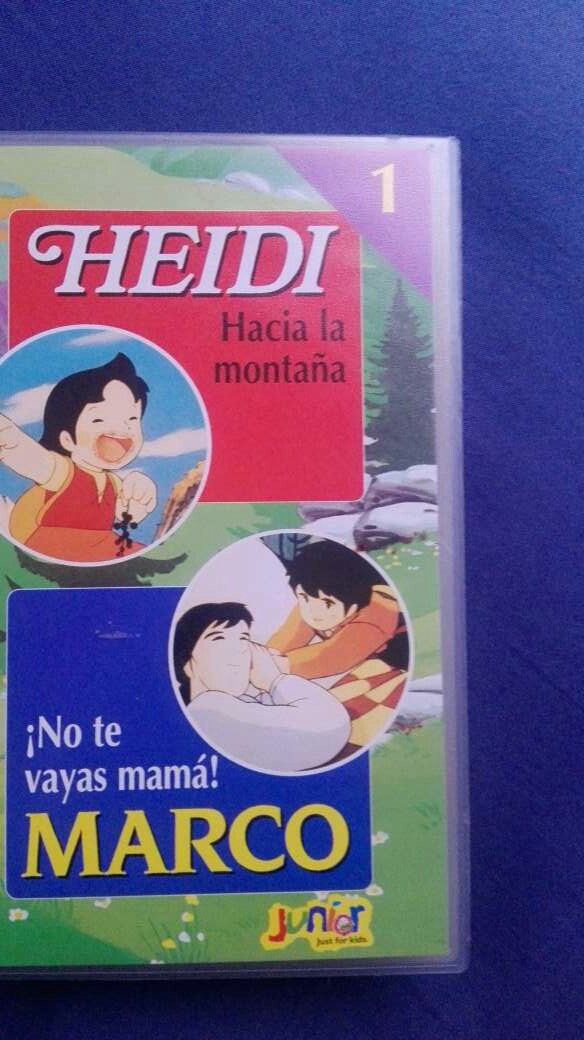 1
HEIDI
Hacia la
montaña
¡No te
vayas mamá!
MARCO
junior
just for kids